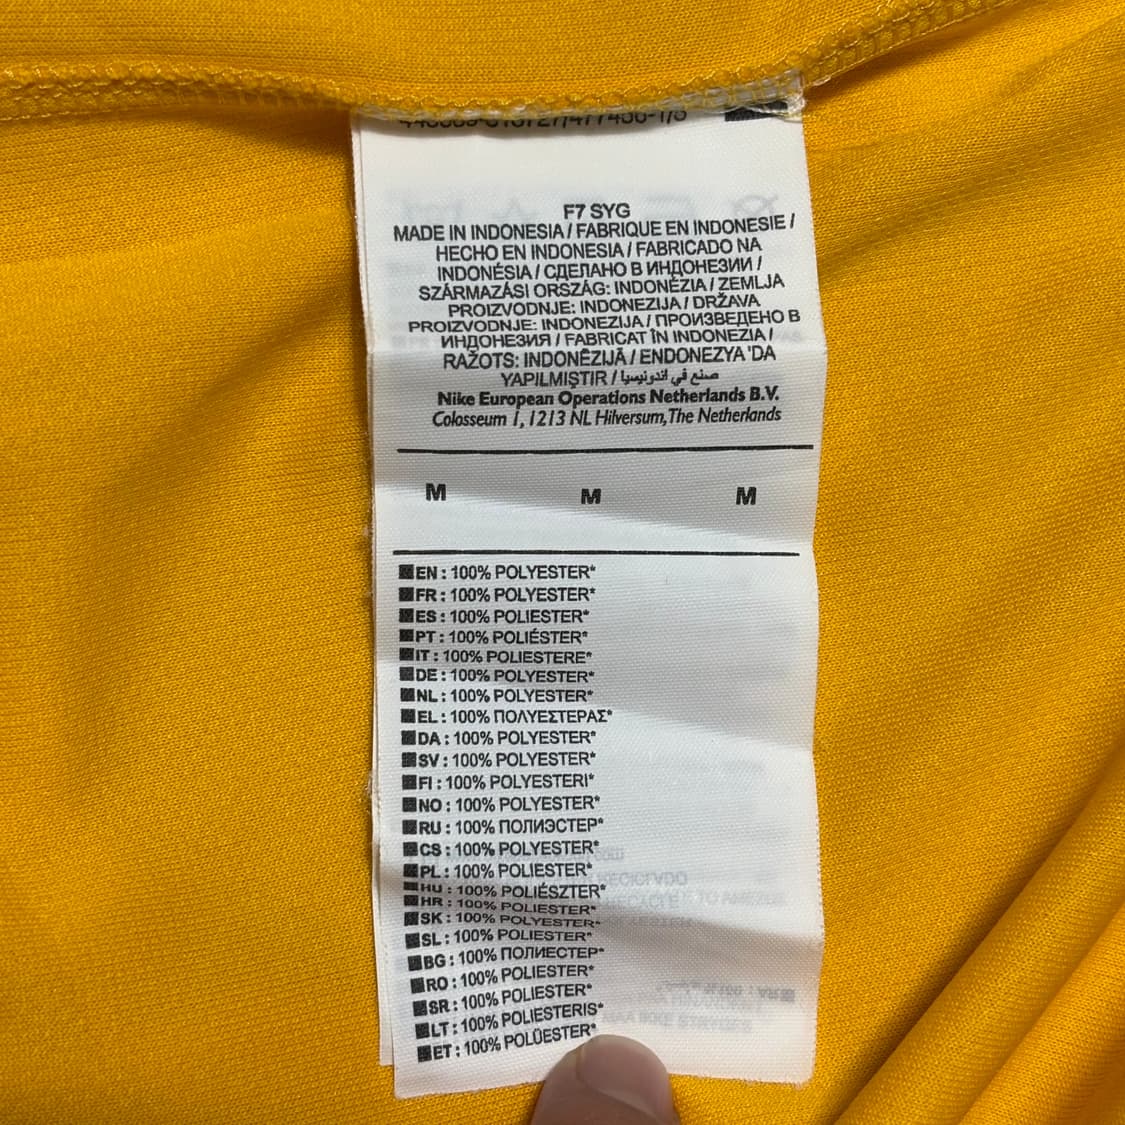 F7 SYG
MADE IN INDONESIA / FABRIQUE EN INDONESIE /
HECHO EN INDONESIA / FABRICADO NA
INDONÉSIA / СДЕЛАНО В ИНДОНЕЗИИ /
SZÁRMAZÁSI ORSZÁG: INDONÉZIA / ZEMLJA
PROIZVODNJE: INDONEZIJA / DRŽAVA
PROIZVODNJE: INDONEZIJA / ПРОИЗВЕДЕНО В
ИНДОНЕЗИЯ / FABRICAT ÎN INDONEZIA /
RAŽOTS: INDONĒZIJĀ / ENDONEZYA 'DA
YAPILMIŞTIR / صنع في اندونيسيا
Nike European Operations Netherlands B.V.
Colosseum 1, 1213 NL Hilversum, The Netherlands
M M M
EN : 100% POLYESTER*
FR : 100% POLYESTER*
ES : 100% POLIESTER*
PT : 100% POLIÉSTER*
IT : 100% POLIESTERE*
DE : 100% POLYESTER*
NL : 100% POLYESTER*
EL : 100% ΠΟΛΥΕΣΤΕΡΑΣ*
DA : 100% POLYESTER*
SV : 100% POLYESTER*
FI : 100% POLYESTERI*
NO : 100% POLYESTER*
RU : 100% ПОЛИЭСТЕР*
CS : 100% POLYESTER*
PL : 100% POLIESTER*
HU : 100% POLIÉSZTER*
HR : 100% POLIESTER*
SK : 100% POLYESTER*
SL : 100% POLIESTER*
BG : 100% ПОЛИЕСТЕР*
RO : 100% POLIESTER*
SR : 100% POLIESTER*
LT : 100% POLIESTERIS*
ET : 100% POLÜESTER*